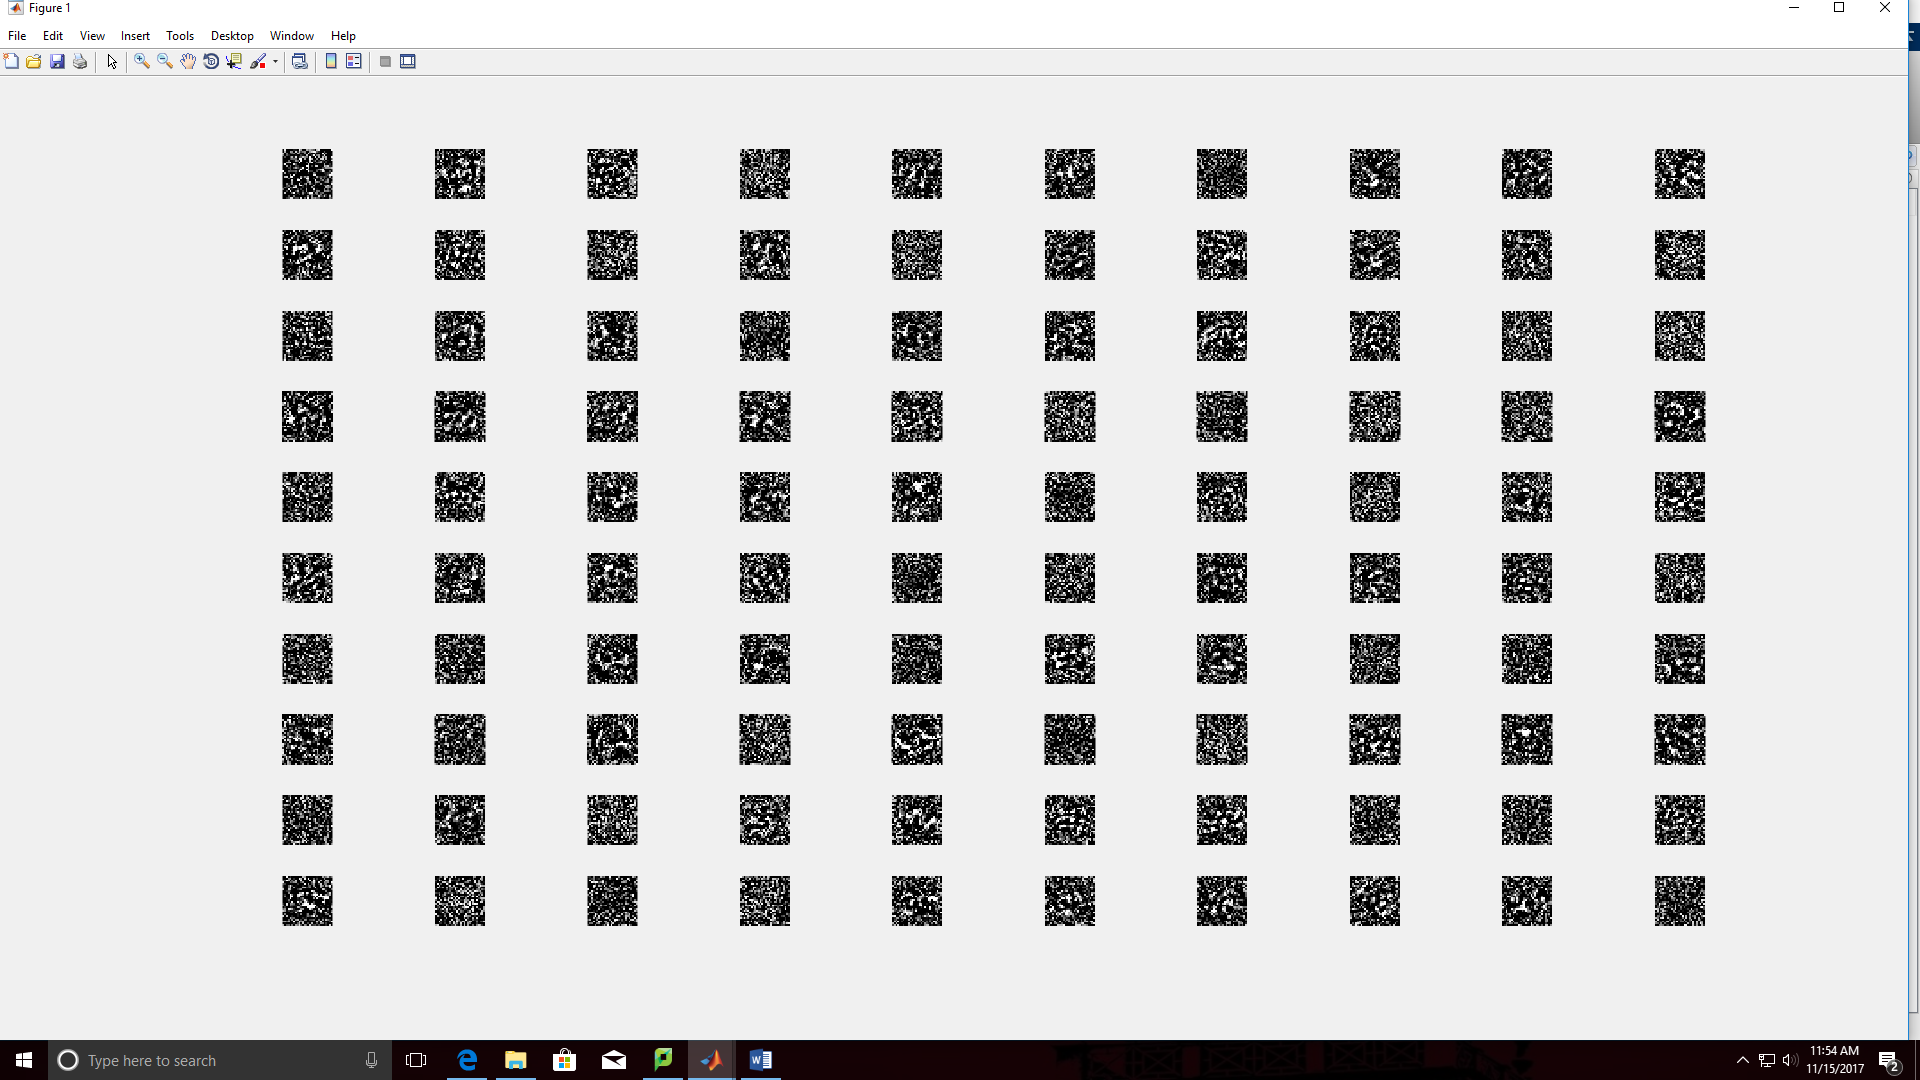 Figure 1
File Edit View Insert Tools Desktop Window Help
Type here to search
11:54 AM
11/15/2017
2